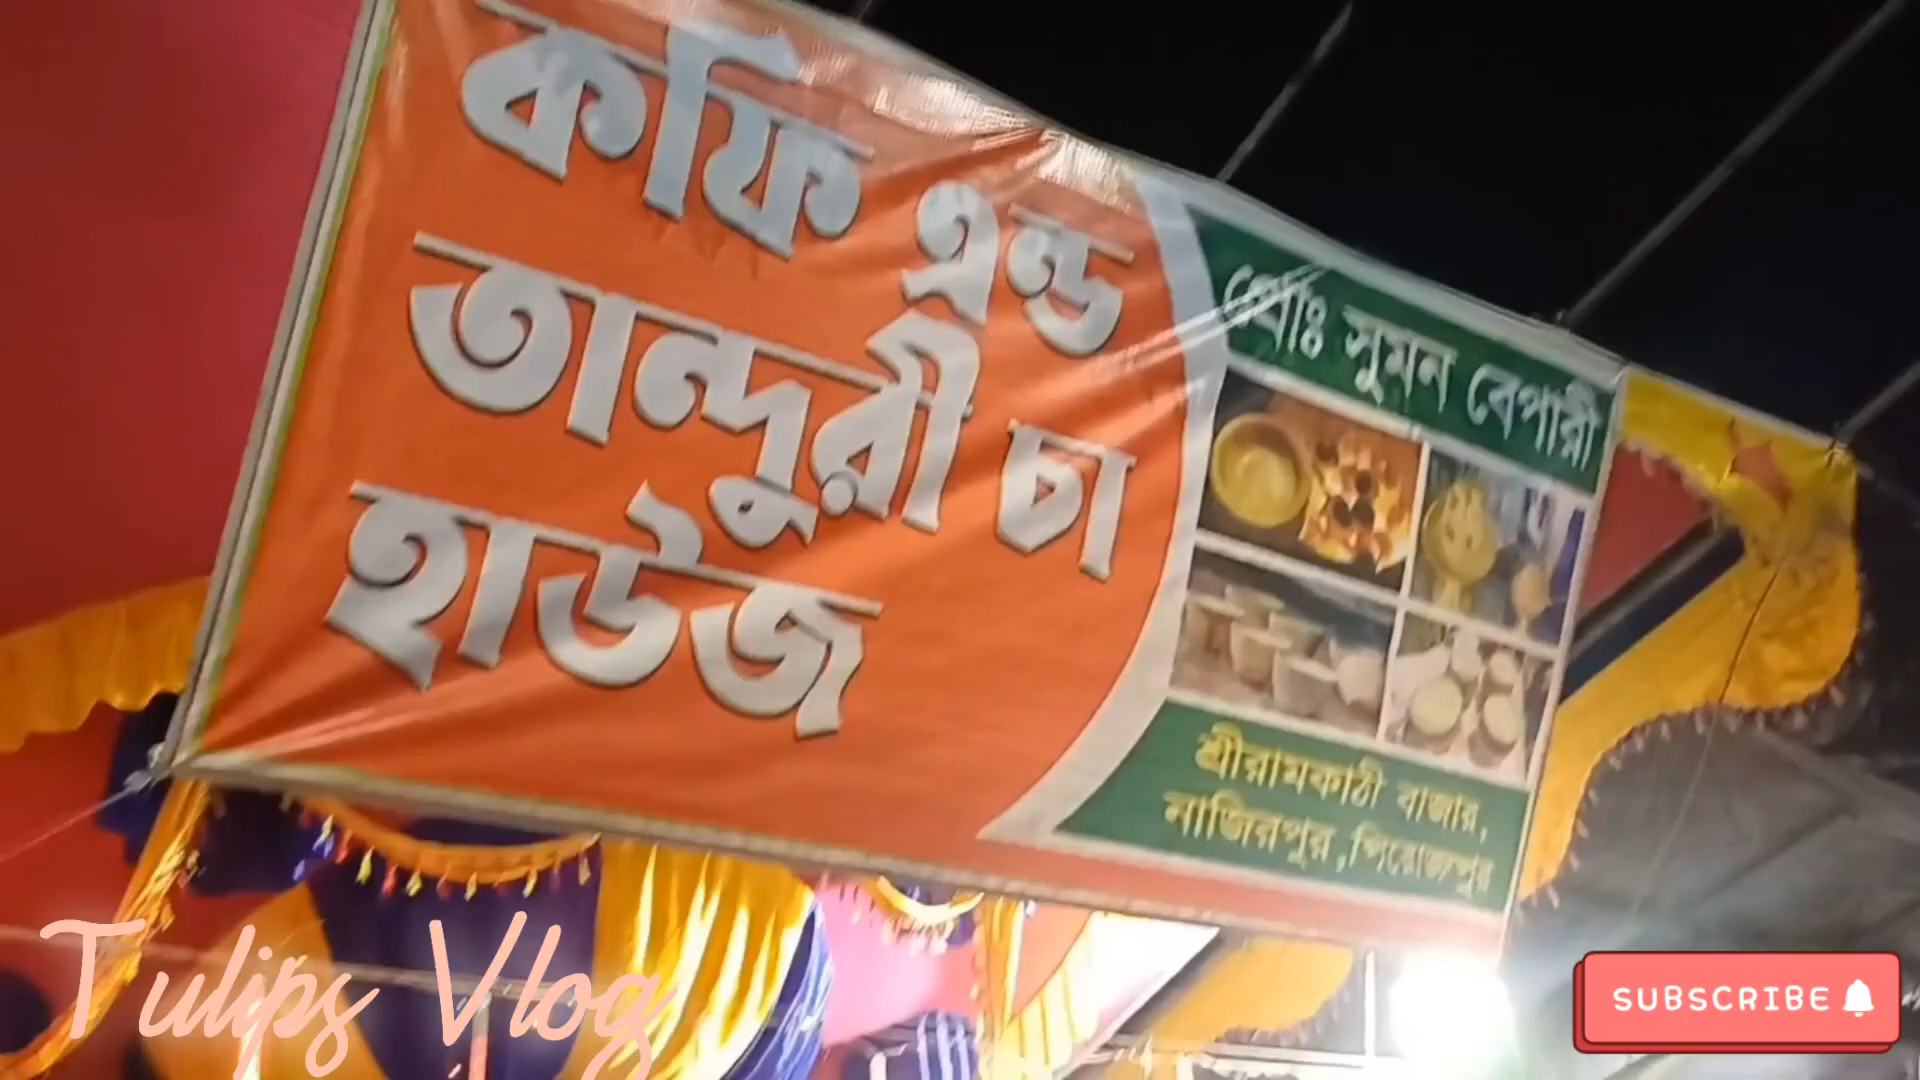 কফি এন্ড
তান্দুরী চা
হাউজ
প্রোঃ সুমন বেপারী
শ্রীরামকাঠী বাজার,
নাজিরপুর, পিরোজপুর
Tulips Vlog
SUBSCRIBE